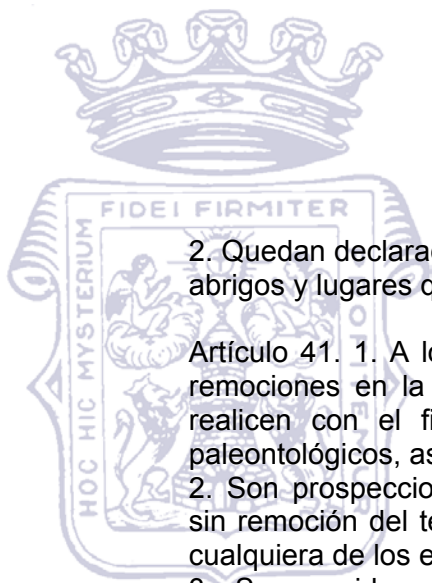 FIDEI FIRMITER
HOC HIC MYSTERIUM
PROFITEMUR
2. Quedan declarad
abrigos y lugares q
Artículo 41. 1. A lo
remociones en la
realicen con el fi
paleontológicos, as
2. Son prospeccio
sin remoción del te
cualquiera de los e